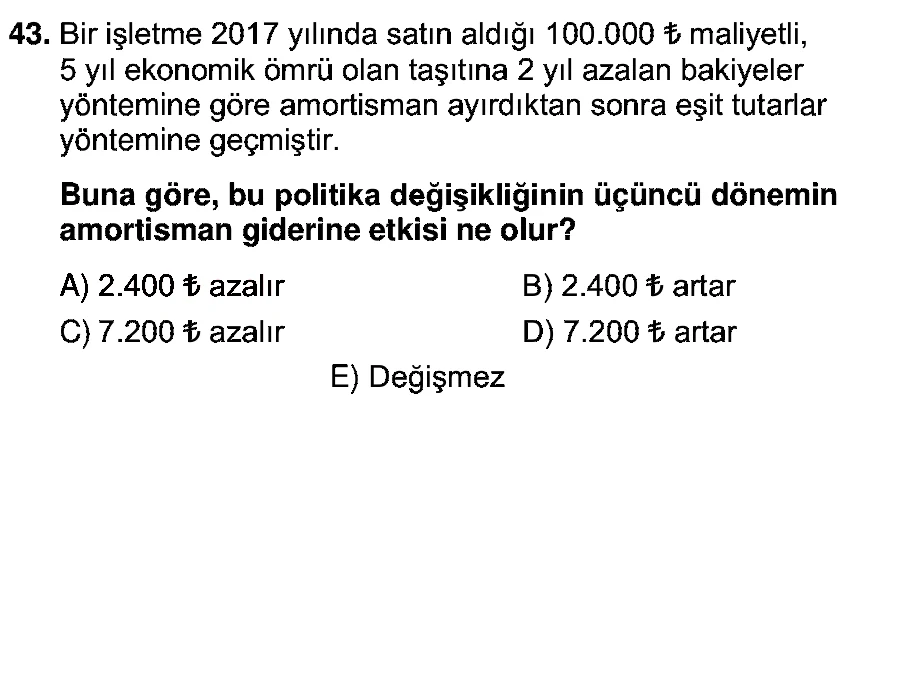 43. Bir işletme 2017 yılında satın aldığı 100.000 ₺ maliyetli,
5 yıl ekonomik ömrü olan taşıtına 2 yıl azalan bakiyeler
yöntemine göre amortisman ayırdıktan sonra eşit tutarlar
yöntemine geçmiştir.
Buna göre, bu politika değişikliğinin üçüncü dönemin
amortisman giderine etkisi ne olur?
A) 2.400 ₺ azalır B) 2.400 ₺ artar
C) 7.200 ₺ azalır D) 7.200 ₺ artar
E) Değişmez